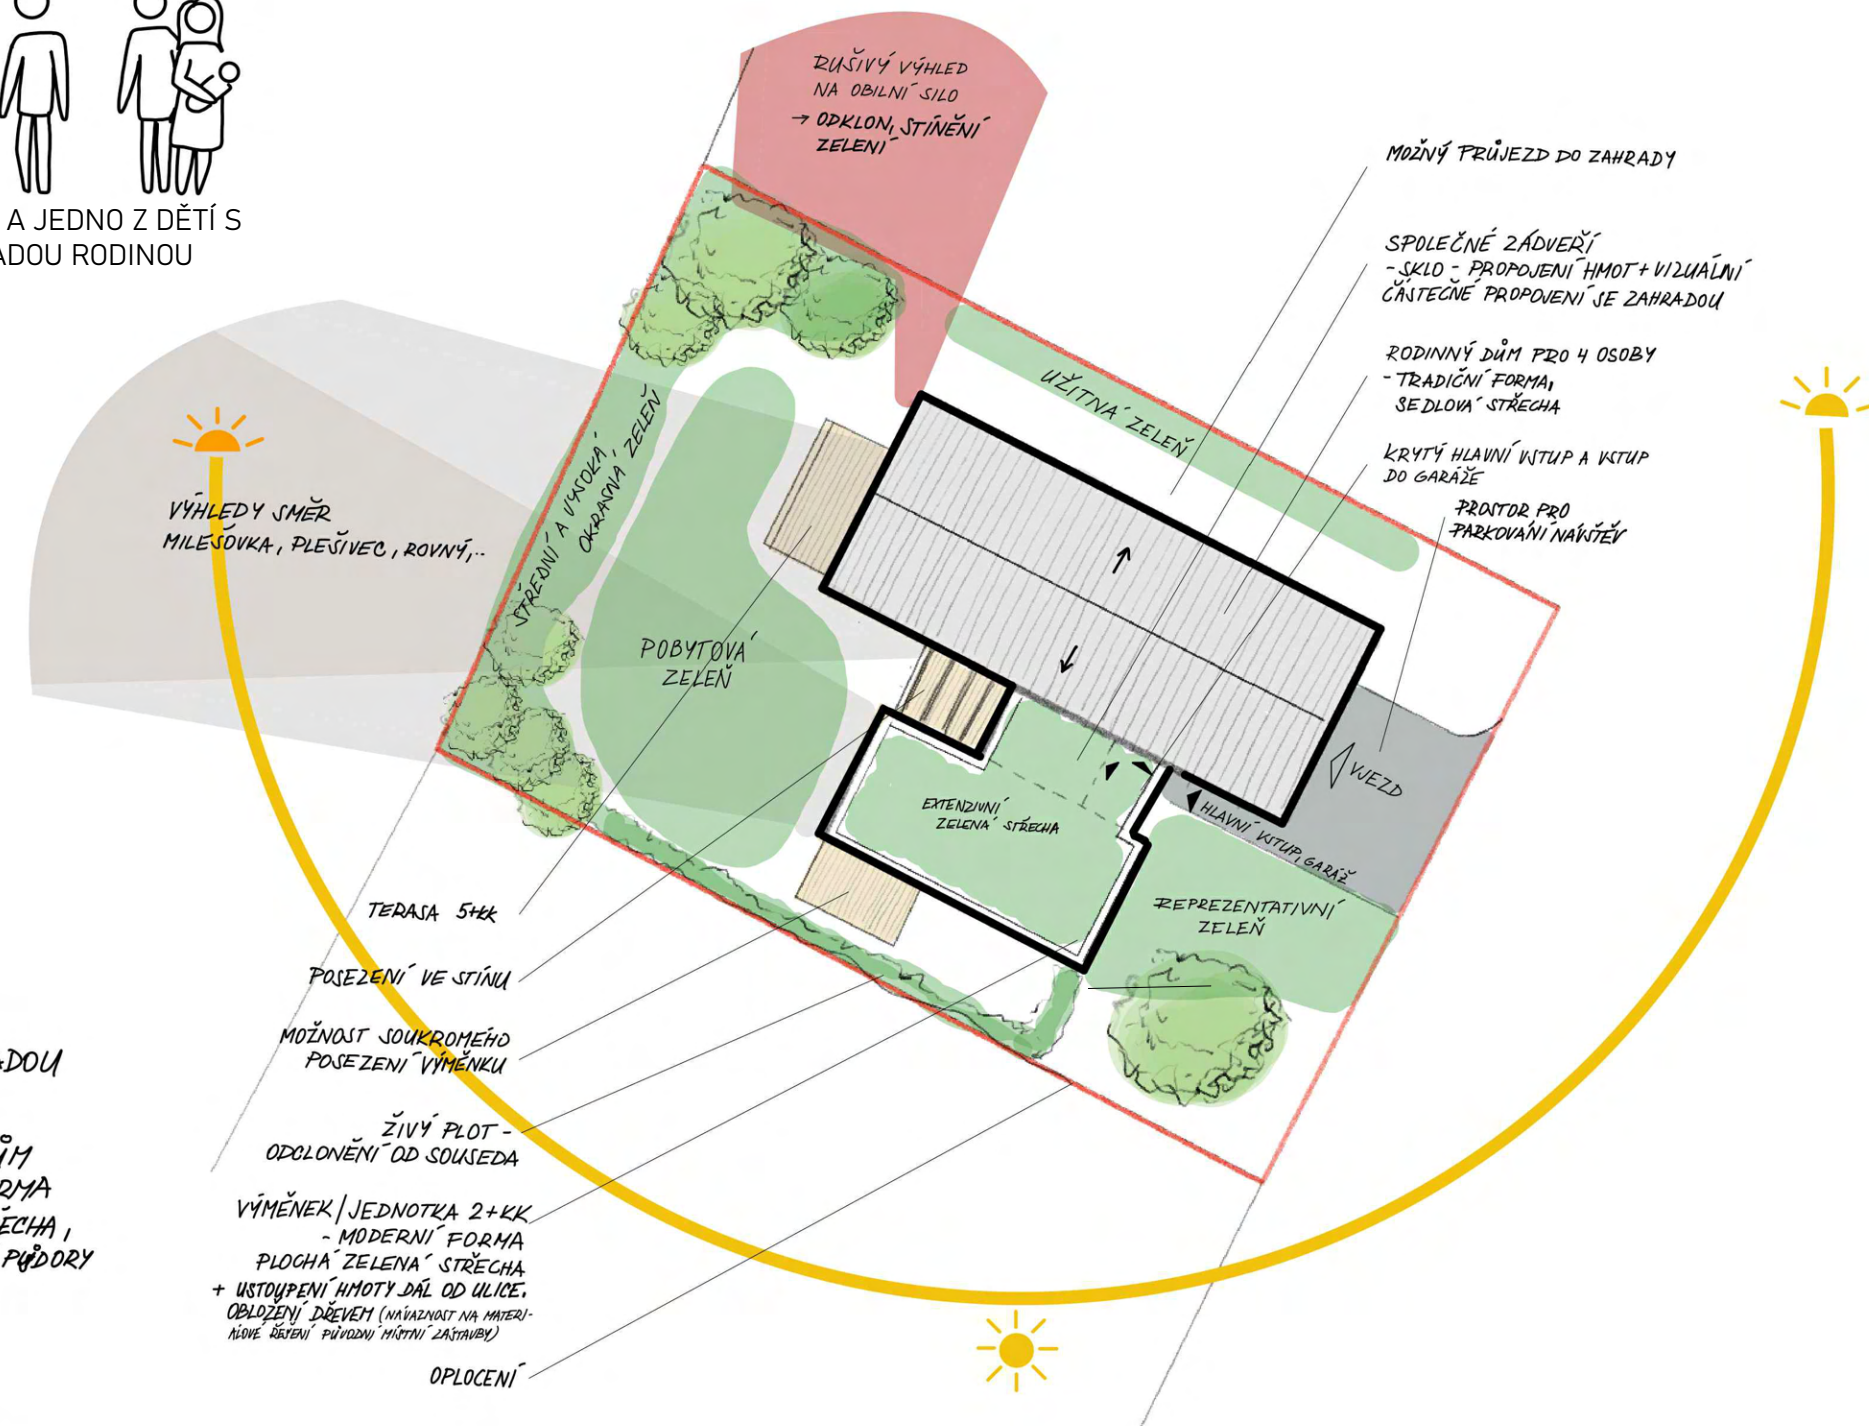 A JEDNO Z DĚTÍ S
ADOU RODINOU
RUŠIVÝ VÝHLED
NA OBILNÍ SILO
→ ODKLON, STÍNĚNÍ
ZELENÍ
MOŽNÝ PRŮJEZD DO ZAHRADY
SPOLEČNÉ ZÁDVEŘÍ
- SKLO - PROPOJENÍ HMOT + VIZUÁLNÍ
ČÁSTEČNÉ PROPOJENÍ SE ZAHRADOU
RODINNÝ DŮM PRO 4 OSOBY
- TRADIČNÍ FORMA,
SEDLOVÁ STŘECHA
KRYTÝ HLAVNÍ VSTUP A VSTUP
DO GARÁŽE
PROSTOR PRO
PARKOVÁNÍ NÁVŠTĚV
UŽITNÁ ZELEŇ
STŘEDNÍ A VYSOKÁ
OKRASNÁ ZELEŇ
VÝHLEDY SMĚR
MILEŠOVKA, PLEŠIVEC, ROVNÝ,..
POBYTOVÁ
ZELEŇ
EXTENZIVNÍ
ZELENÁ STŘECHA
VJEZD
HLAVNÍ VSTUP, GARÁŽ
REPREZENTATIVNÍ
ZELEŇ
TERASA 5+KK
POSEZENÍ VE STÍNU
MOŽNOST SOUKROMÉHO
POSEZENÍ VÝMĚNKU
ŽIVÝ PLOT -
ODCLONĚNÍ OD SOUSEDA
VÝMĚNEK/JEDNOTKA 2+KK
- MODERNÍ FORMA
PLOCHÁ ZELENÁ STŘECHA
+ USTOUPENÍ HMOTY DÁL OD ULICE.
OBLOŽENÍ DŘEVEM (NÁVAZNOST NA MATERI-
ÁLOVÉ ŘEŠENÍ PŮVODNÍ MÍSTNÍ ZÁSTAVBY)
OPLOCENÍ
ADOU
ŮM
RMA
ĚCHA,
PŮDORY